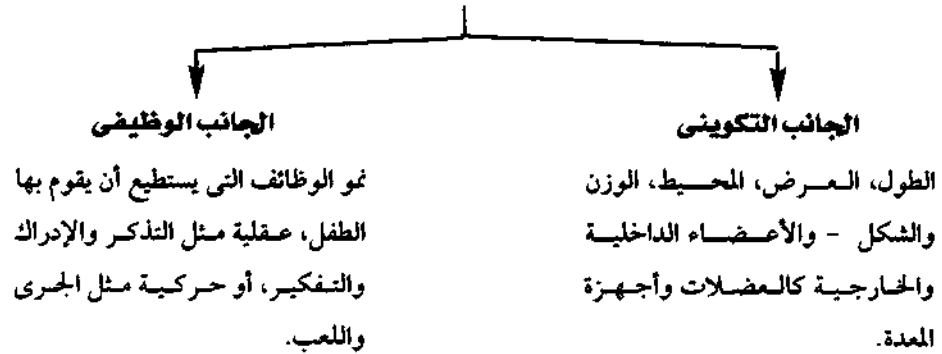 الجانب التكوينى
الطول، العرض، المحيط، الوزن
والشكل - والأعضاء الداخلية
والخارجية كالعضلات وأجهزة
المعدة.
الجانب الوظيفى
نمو الوظائف التى يستطيع أن يقوم بها
الطفل، عقلية مثل التذكر والإدراك
والتفكير، أو حركية مثل الجرى
واللعب.